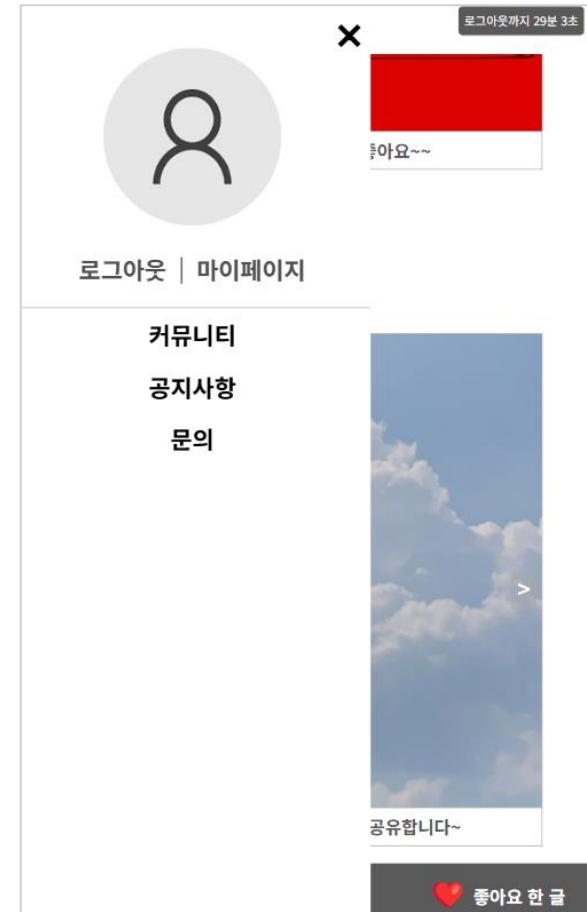 로그아웃까지 29분 3초
×
좋아요~~
로그아웃 | 마이페이지
커뮤니티
공지사항
문의
>
공유합니다~
좋아요 한 글